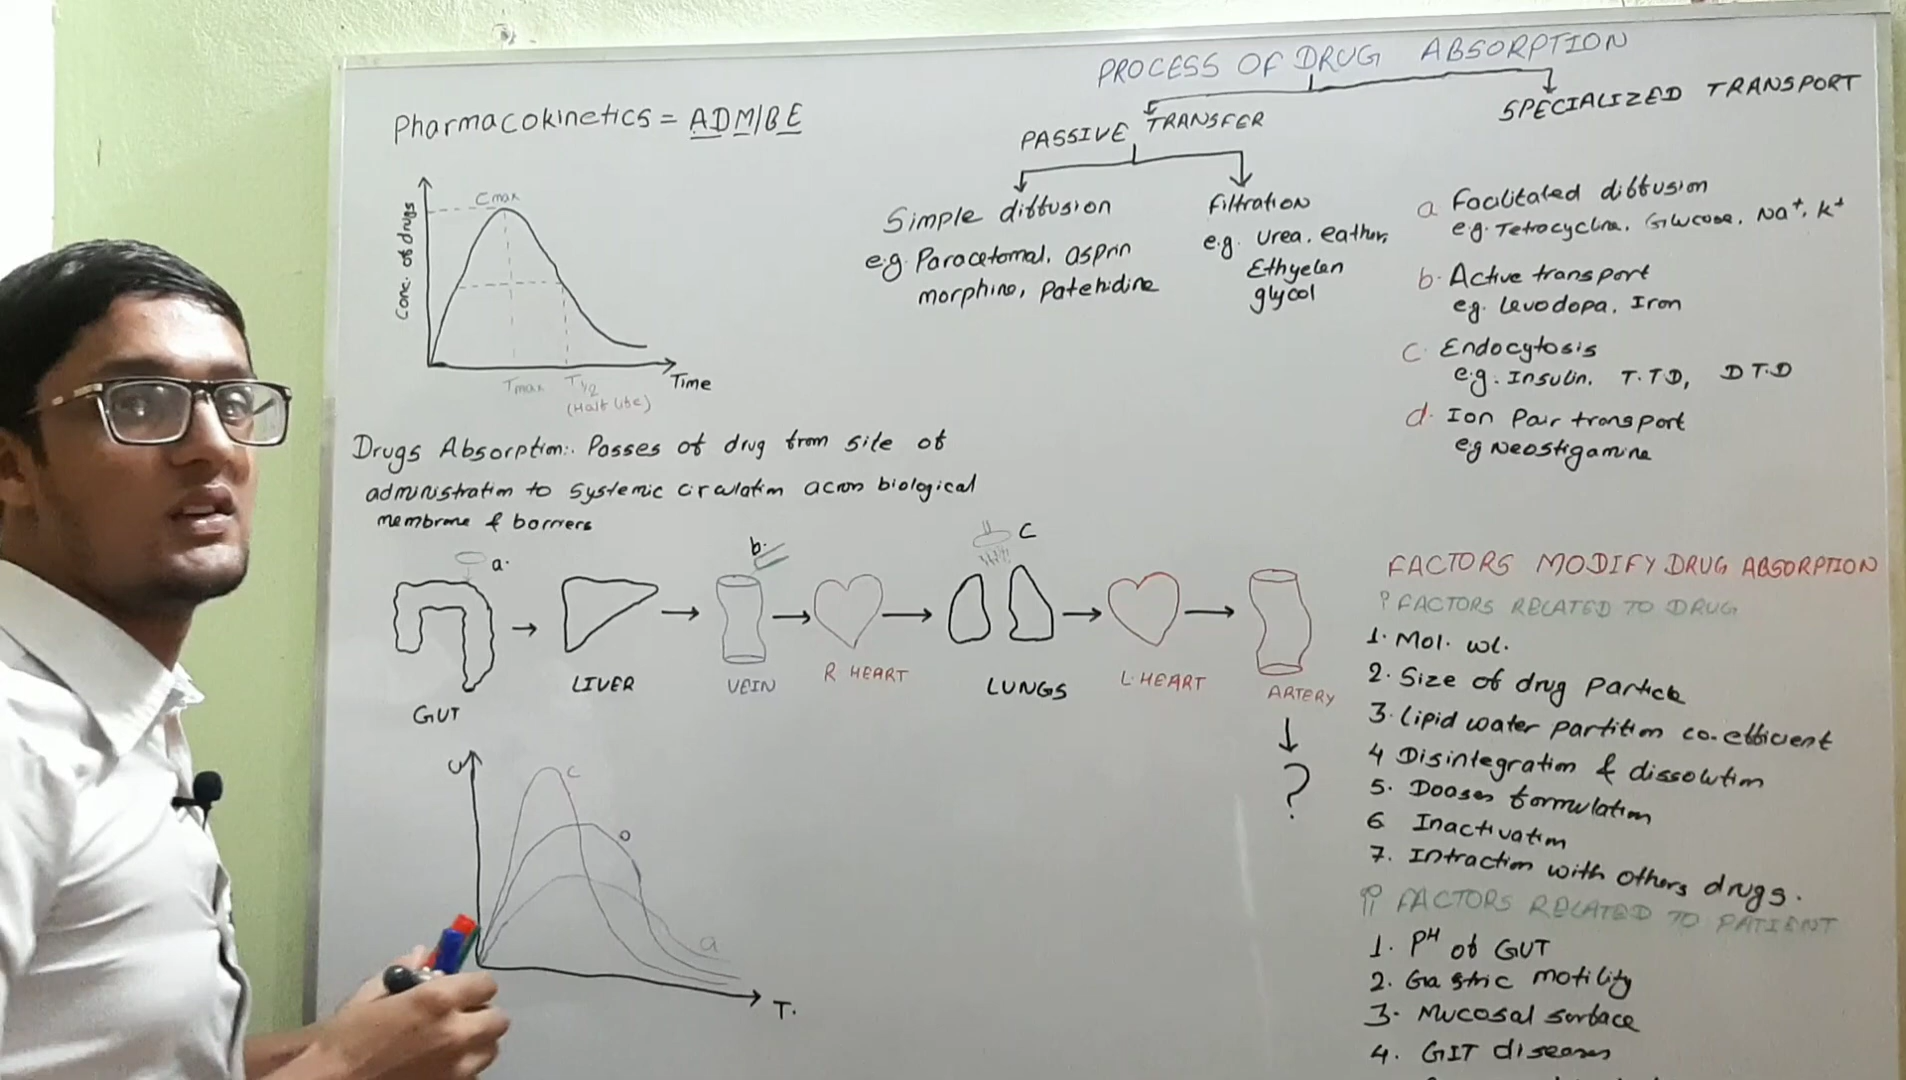 Pharmacokinetics = ADM/BE
Conc. of drugs
Cmax
Tmax
T1/2
(Half life)
Time
Drugs Absorption:. Passes of drug from site of
administration to systemic circulation across biological
membrane & barriers
a.
b.
C
GUT
LIVER
VEIN
R HEART
LUNGS
L.HEART
ARTERY
?
C
a
T.
PROCESS OF DRUG ABSORPTION
PASSIVE TRANSFER
SPECIALIZED TRANSPORT
Simple diffusion
e.g. Paracetomal, asprin
morphine, Patehidine
Filtration
e.g. Urea, eather,
Ethyelen
glycol
a Facilitated diffusion
e.g. Tetrocycline, Glucose, Na+, K+
b. Active transport
eg. Levodopa, Iron
C. Endocytosis
e.g. Insulin, T.TD, DT.D
d. Ion Pair transport
eg Neostigamine
FACTORS MODIFY DRUG ABSORPTION
FACTORS RELATED TO DRUG
1. Mol. wt.
2. Size of drug Particle
3. Lipid water partition co-efficient
4 Disintegration & dissolution
5. Dooses formulation
6 Inactivation
7. Intraction with others drugs.
FACTORS RELATED TO PATIENT
1. PH of GUT
2. Gastric motility
3. Mucosal surface
4. GIT diseases